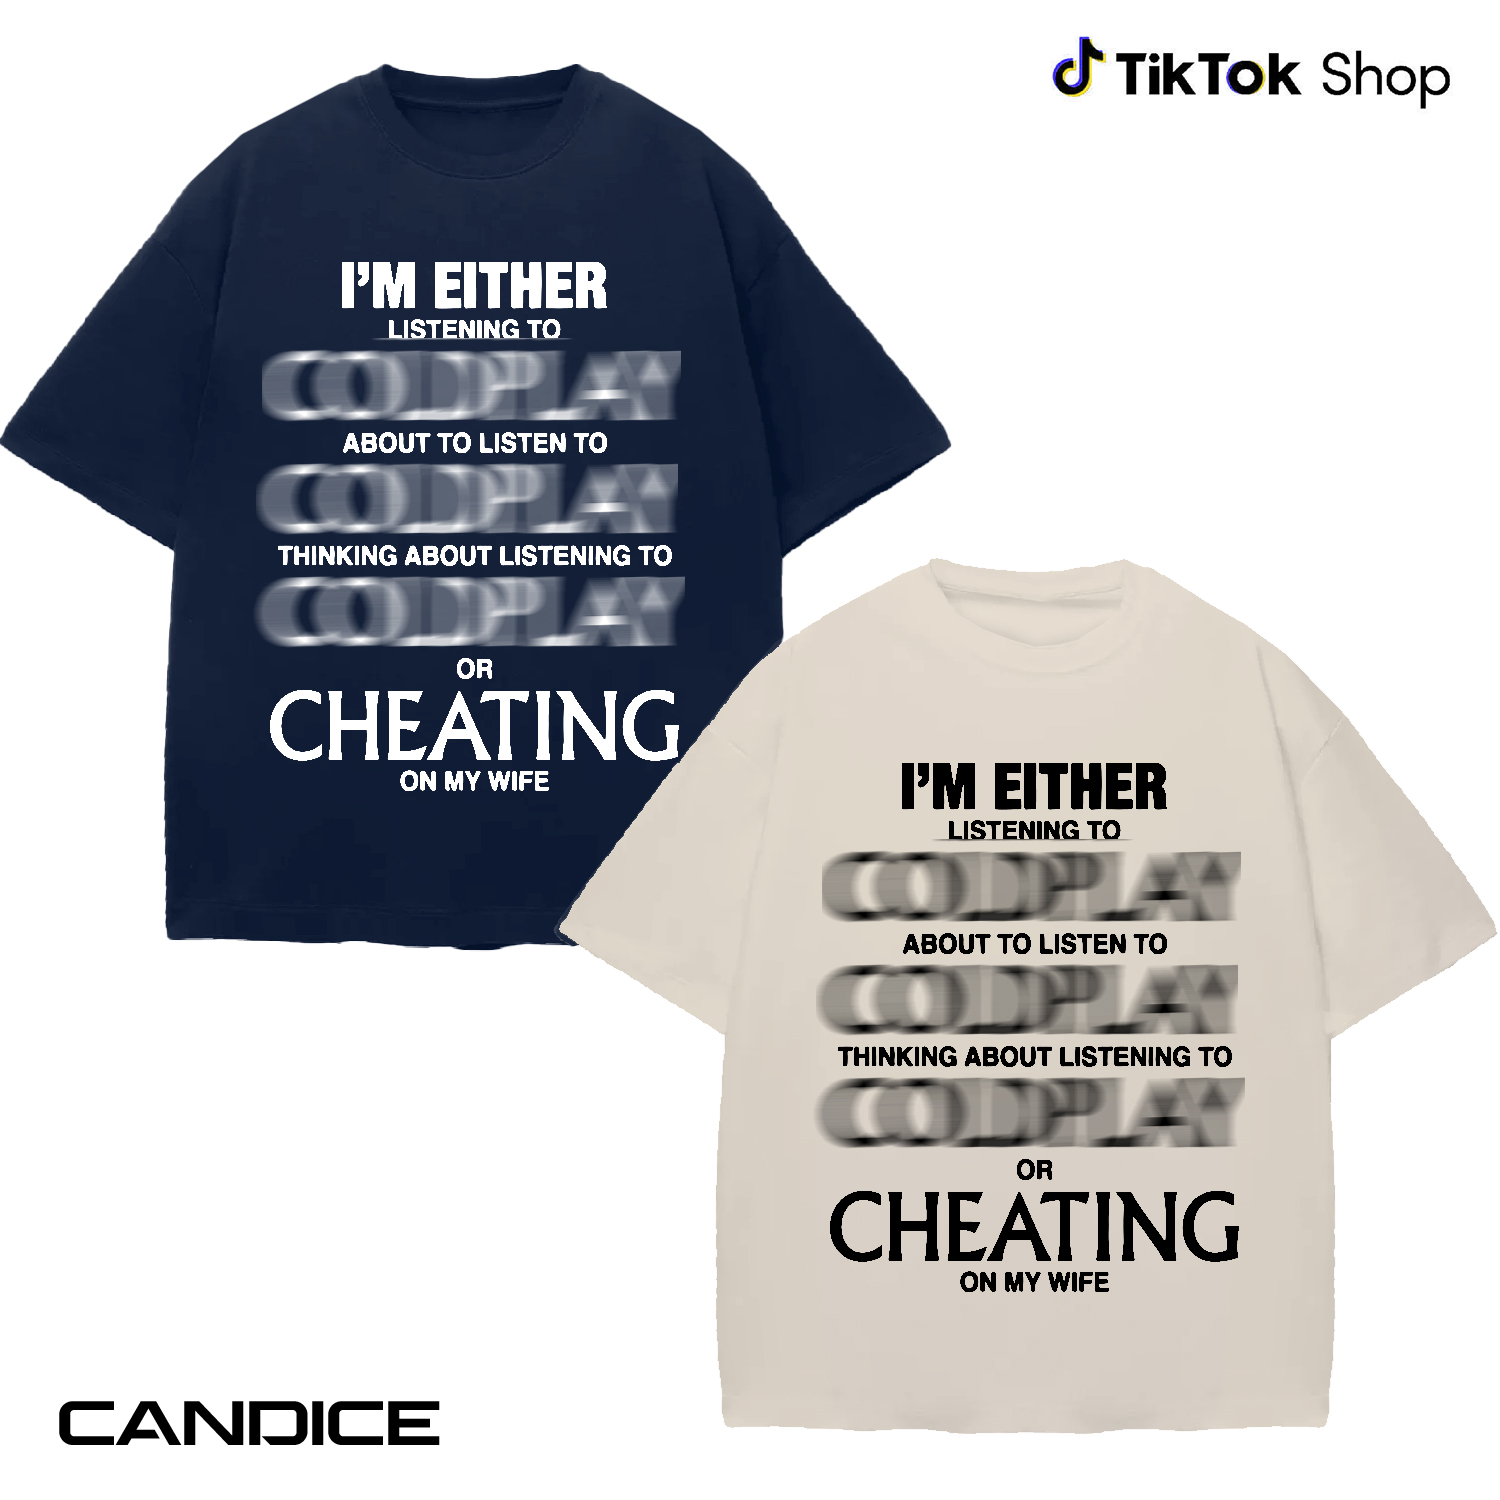 TikTok Shop
I'M EITHER
LISTENING TO
COLDPLAY
ABOUT TO LISTEN TO
COLDPLAY
THINKING ABOUT LISTENING TO
COLDPLAY
OR
CHEATING
ON MY WIFE
I'M EITHER
LISTENING TO
COLDPLAY
ABOUT TO LISTEN TO
COLDPLAY
THINKING ABOUT LISTENING TO
COLDPLAY
OR
CHEATING
ON MY WIFE
CANDICE